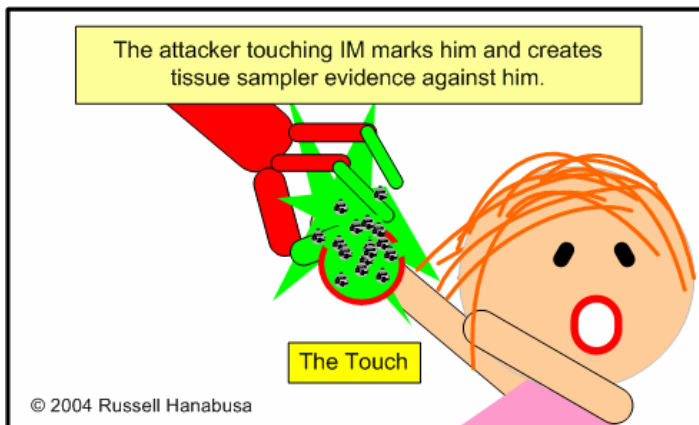 The attacker touching IM marks him and creates
tissue sampler evidence against him.
The Touch
© 2004 Russell Hanabusa